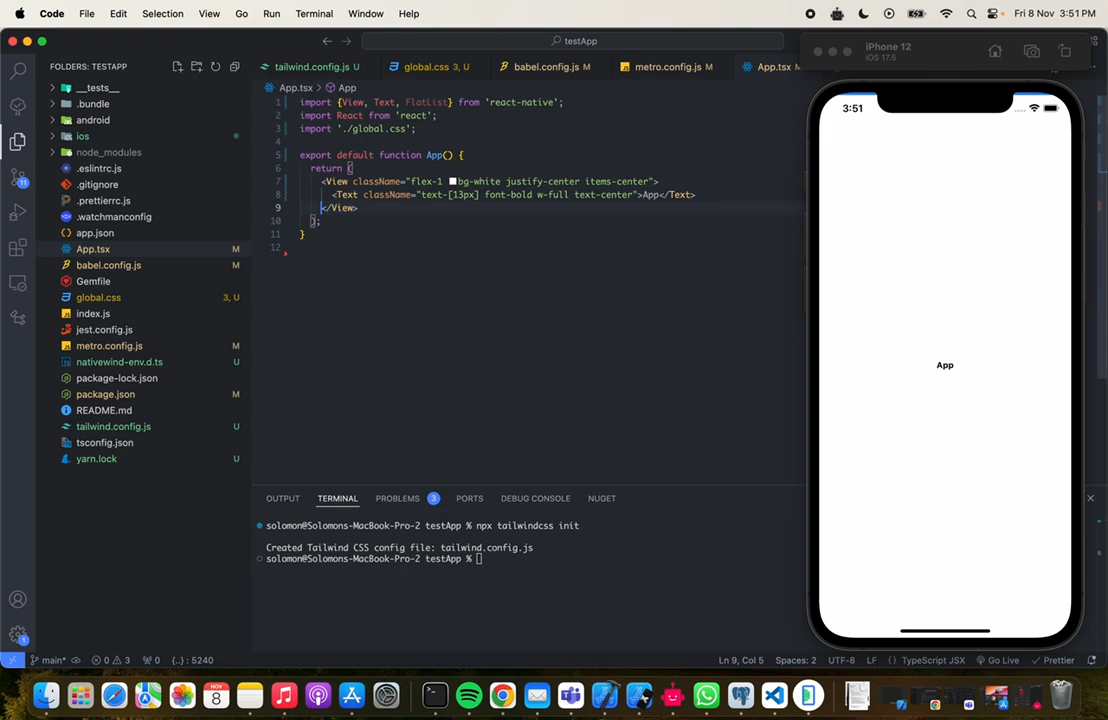 Code File Edit Selection View Go Run Terminal Window Help Fri 8 Nov 3:51 PM
testApp
iPhone 12
iOS 17.5
FOLDERS: TESTAPP
tailwind.config.js U
global.css 3, U
babel.config.js M
metro.config.js M
App.tsx M
App.tsx > App
__tests__
.bundle
android
ios
node_modules
.eslintrc.js
.gitignore
.prettierrc.js
.watchmanconfig
app.json
App.tsx M
babel.config.js M
Gemfile
global.css 3, U
index.js
jest.config.js
metro.config.js M
nativewind-env.d.ts U
package-lock.json
package.json M
README.md
tailwind.config.js U
tsconfig.json
yarn.lock U
11
1
1 import {View, Text, FlatList} from 'react-native';
2 import React from 'react';
3 import './global.css';
4
5 export default function App() {
6 return (
7 <View className="flex-1 bg-white justify-center items-center">
8 <Text className="text-[13px] font-bold w-full text-center">App</Text>
9 </View>
10 );
11 }
12
OUTPUT TERMINAL PROBLEMS 3 PORTS DEBUG CONSOLE NUGET
solomon@Solomons-MacBook-Pro-2 testApp % npx tailwindcss init
Created Tailwind CSS config file: tailwind.config.js
solomon@Solomons-MacBook-Pro-2 testApp %
3:51
App
main* 0 3 0 {..} : 5240 Ln 9, Col 5 Spaces: 2 UTF-8 LF {} TypeScript JSX Go Live Prettier
NOV
8